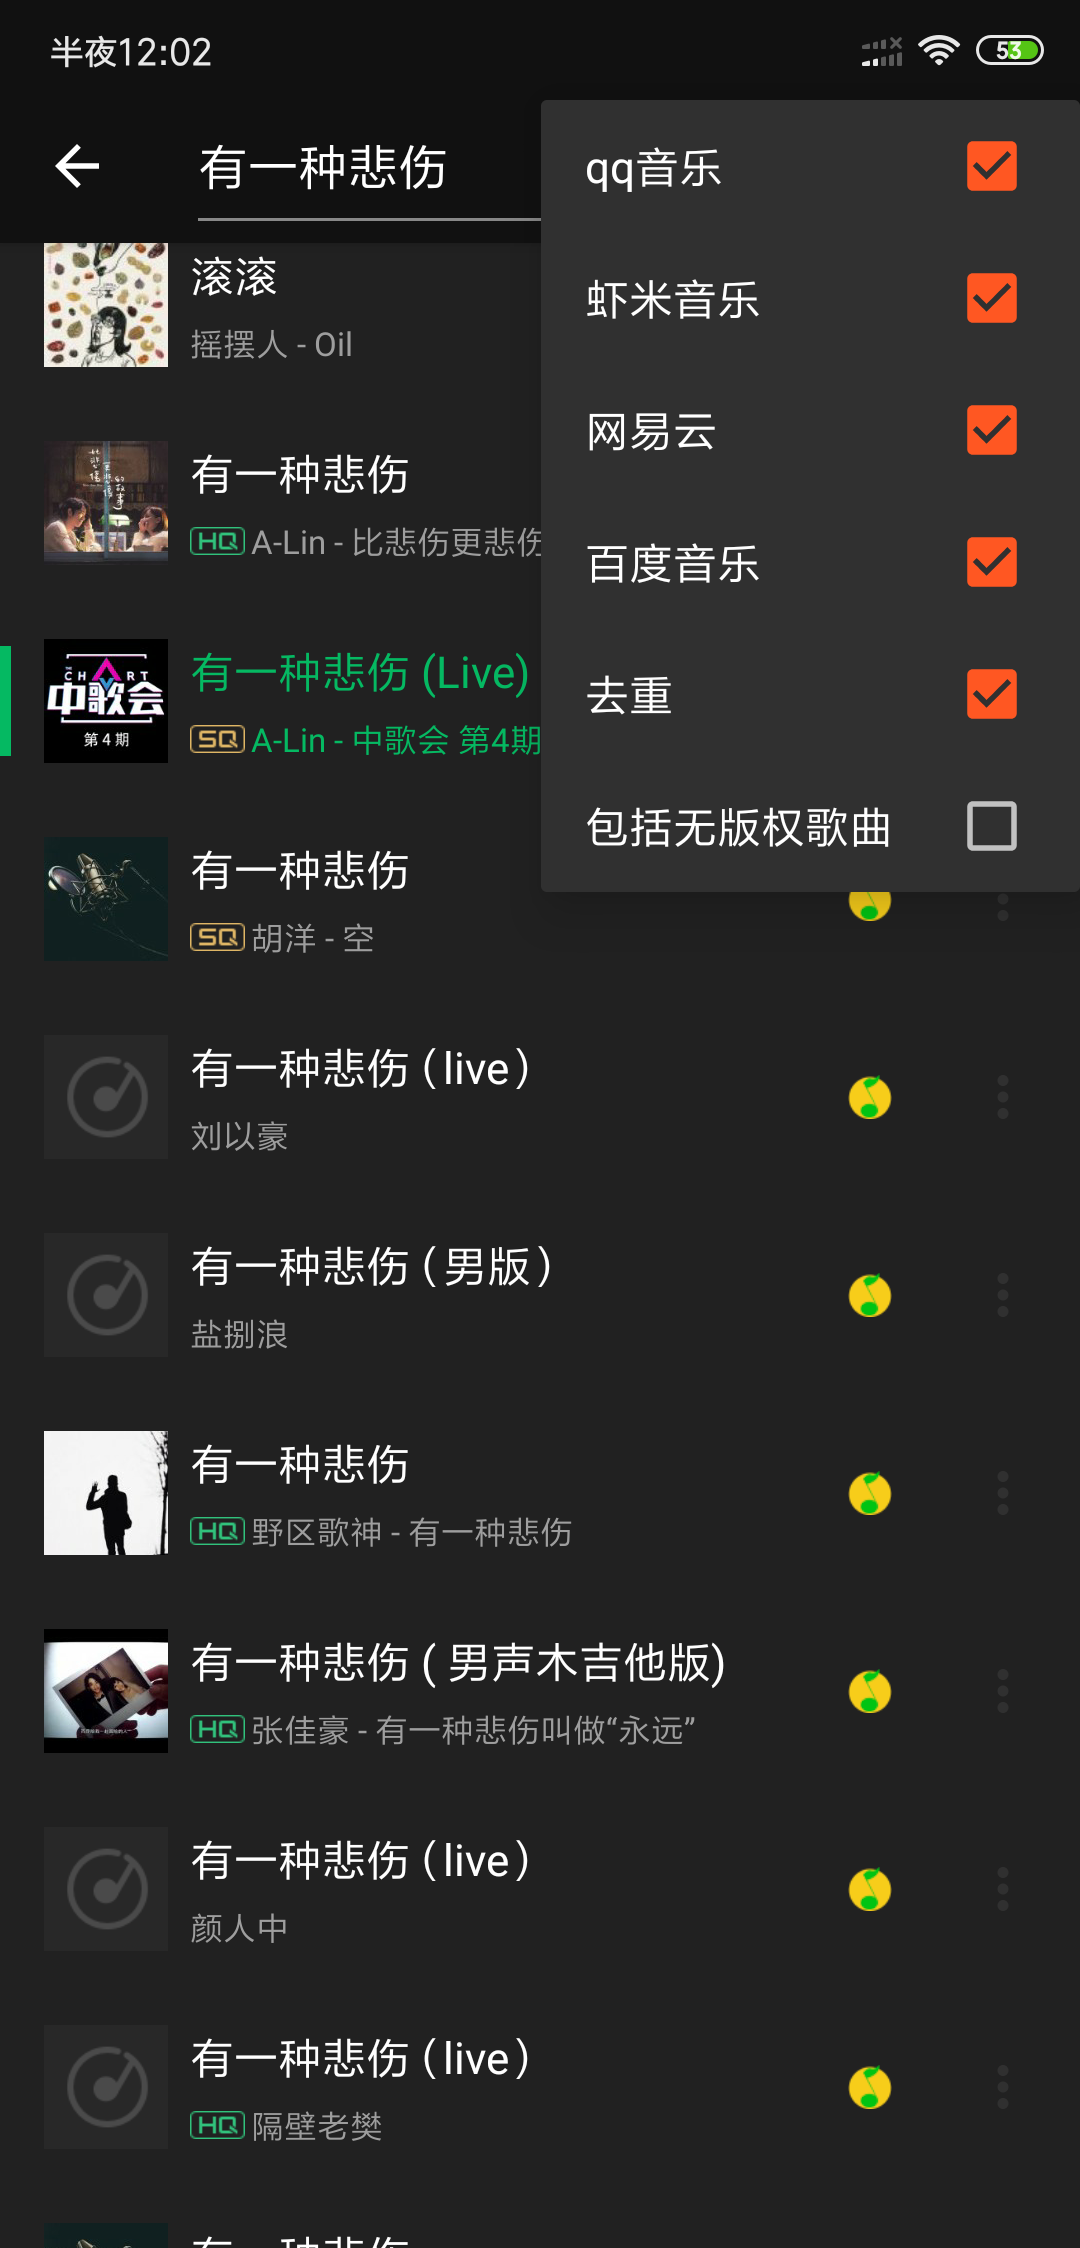 半夜12:02
53
有一种悲伤
qq音乐
虾米音乐
网易云
百度音乐
去重
包括无版权歌曲
滚滚
摇摆人 - Oil
有一种悲伤
HQ A-Lin - 比悲伤更悲伤
THE CHART
中歌会
第4期
有一种悲伤 (Live)
SQ A-Lin - 中歌会 第4期
有一种悲伤
SQ 胡洋 - 空
有一种悲伤（live）
刘以豪
有一种悲伤（男版）
盐捌浪
有一种悲伤
HQ 野区歌神 - 有一种悲伤
有一种悲伤 ( 男声木吉他版)
HQ 张佳豪 - 有一种悲伤叫做“永远”
有一种悲伤（live）
颜人中
有一种悲伤（live）
HQ 隔壁老樊
有一种悲伤